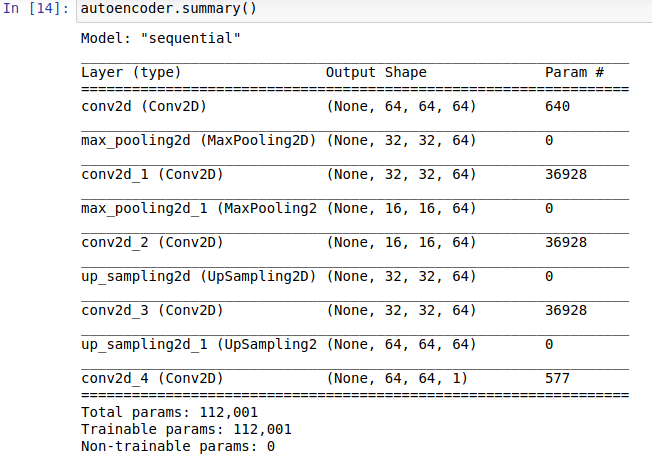 In [14]: autoencoder.summary()
Model: "sequential"
_________________________________________________________________
Layer (type)                 Output Shape              Param #
=================================================================
conv2d (Conv2D)              (None, 64, 64, 64)        640
_________________________________________________________________
max_pooling2d (MaxPooling2D) (None, 32, 32, 64)        0
_________________________________________________________________
conv2d_1 (Conv2D)            (None, 32, 32, 64)        36928
_________________________________________________________________
max_pooling2d_1 (MaxPooling2 (None, 16, 16, 64)        0
_________________________________________________________________
conv2d_2 (Conv2D)            (None, 16, 16, 64)        36928
_________________________________________________________________
up_sampling2d (UpSampling2D) (None, 32, 32, 64)        0
_________________________________________________________________
conv2d_3 (Conv2D)            (None, 32, 32, 64)        36928
_________________________________________________________________
up_sampling2d_1 (UpSampling2 (None, 64, 64, 64)        0
_________________________________________________________________
conv2d_4 (Conv2D)            (None, 64, 64, 1)         577
=================================================================
Total params: 112,001
Trainable params: 112,001
Non-trainable params: 0